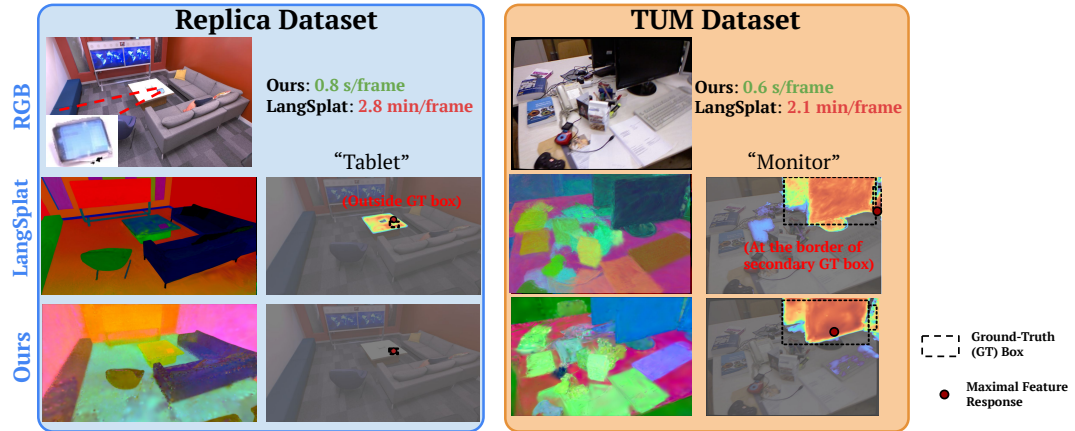 Replica Dataset
TUM Dataset
RGB
Ours: 0.8 s/frame
LangSplat: 2.8 min/frame
Ours: 0.6 s/frame
LangSplat: 2.1 min/frame
"Tablet"
"Monitor"
LangSplat
(Outside GT box)
(At the border of
secondary GT box)
Ours
Ground-Truth
(GT) Box
Maximal Feature
Response